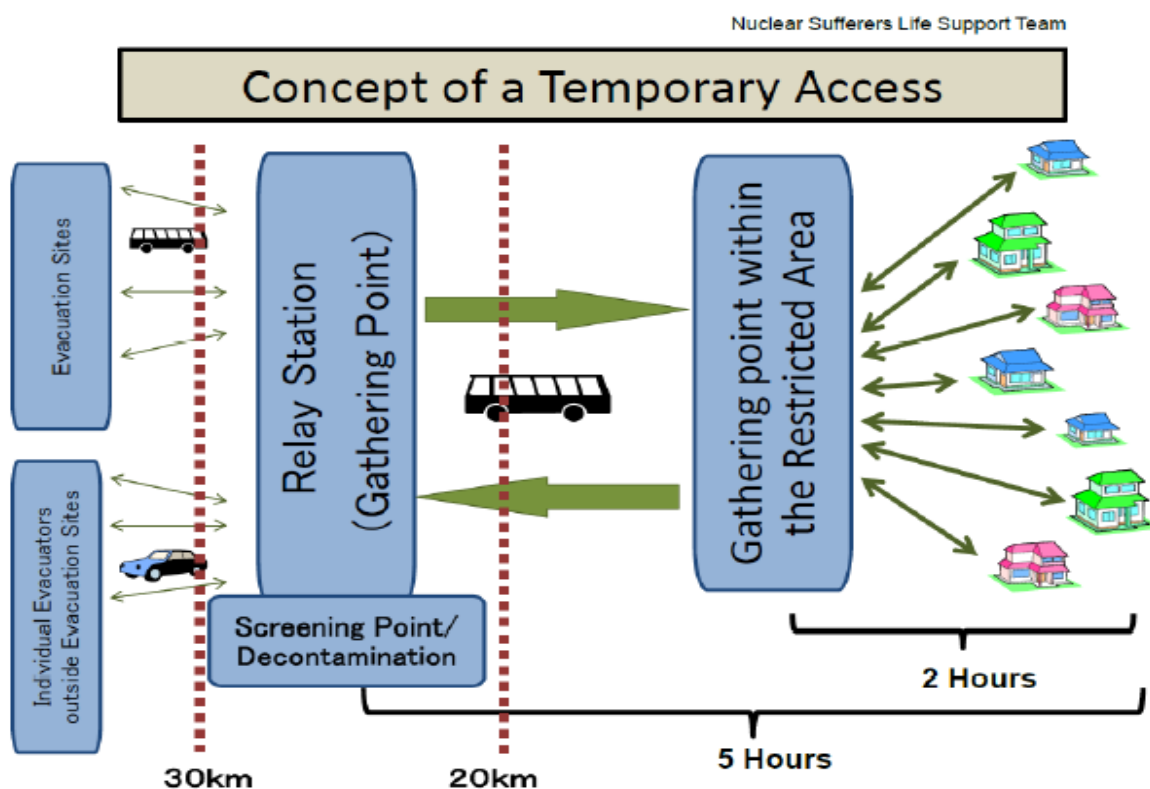 Nuclear Sufferers Life Support Team
Concept of a Temporary Access
Evacuation Sites
Individual Evacuators
outside Evacuation Sites
Relay Station
(Gathering Point)
Screening Point/
Decontamination
Gathering point within
the Restricted Area
2 Hours
5 Hours
30km
20km